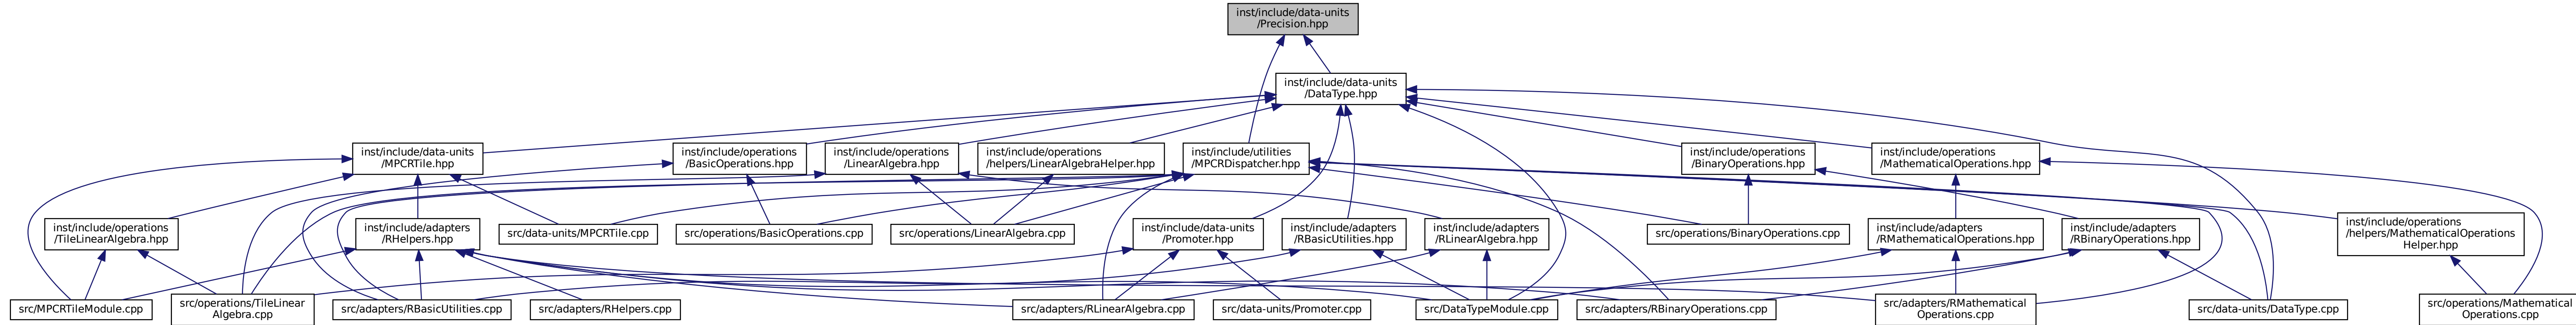 inst/include/data-units
/Precision.hpp
inst/include/data-units
/DataType.hpp
inst/include/data-units
/MPCRTile.hpp
inst/include/operations
/BasicOperations.hpp
inst/include/operations
/LinearAlgebra.hpp
inst/include/operations
/helpers/LinearAlgebraHelper.hpp
inst/include/utilities
/MPCRDispatcher.hpp
inst/include/operations
/BinaryOperations.hpp
inst/include/operations
/MathematicalOperations.hpp
inst/include/operations
/TileLinearAlgebra.hpp
inst/include/adapters
/RHelpers.hpp
src/data-units/MPCRTile.cpp
src/operations/BasicOperations.cpp
src/operations/LinearAlgebra.cpp
inst/include/data-units
/Promoter.hpp
inst/include/adapters
/RBasicUtilities.hpp
inst/include/adapters
/RLinearAlgebra.hpp
src/operations/BinaryOperations.cpp
inst/include/adapters
/RMathematicalOperations.hpp
inst/include/adapters
/RBinaryOperations.hpp
inst/include/operations
/helpers/MathematicalOperations
Helper.hpp
src/MPCRTileModule.cpp
src/operations/TileLinear
Algebra.cpp
src/adapters/RBasicUtilities.cpp
src/adapters/RHelpers.cpp
src/adapters/RLinearAlgebra.cpp
src/data-units/Promoter.cpp
src/DataTypeModule.cpp
src/adapters/RBinaryOperations.cpp
src/adapters/RMathematical
Operations.cpp
src/data-units/DataType.cpp
src/operations/Mathematical
Operations.cpp